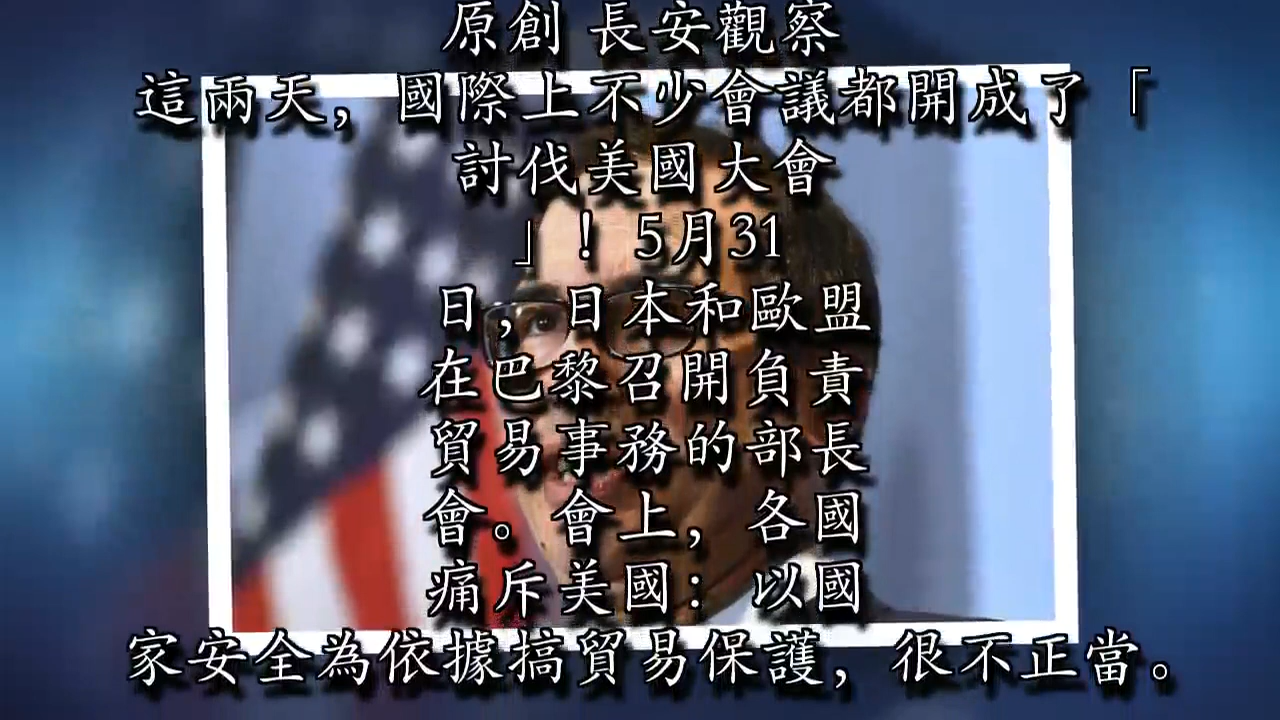 原創 長安觀察
這兩天，國際上不少會議都開成了「
討伐美國大會
」！5月31
日，日本和歐盟
在巴黎召開負責
貿易事務的部長
會。會上，各國
痛斥美國：以國
家安全為依據搞貿易保護，很不正當。